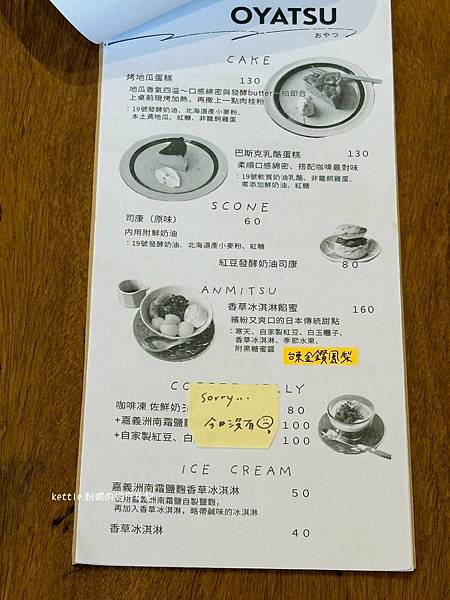 OYATSU
おやつ
CAKE
烤地瓜蛋糕 130
地瓜香氣四溢～口感綿密與發酵butter一拍即合
上桌前現烤加熱，再撒上一點肉桂粉
：19號發酵奶油、北海道產小麥粉、
本土黃地瓜、紅糖、非籠飼雞蛋
巴斯克乳酪蛋糕 130
柔順口感綿密、搭配咖啡最對味
：19號軟質奶油乳酪、非籠飼雞蛋、
零添加鮮奶油、紅糖
SCONE
司康（原味） 60
內用附鮮奶油
：19號發酵奶油、北海道產小麥粉、紅糖
紅豆發酵奶油司康 80
ANMITSU
香草冰淇淋餡蜜 160
繽紛又爽口的日本傳統甜點
：寒天、自家製紅豆、白玉糰子、
香草冰淇淋、季節水果、
附黑糖蜜醬
台東金鑽鳳梨
咖啡凍 佐鮮奶 80
+嘉義洲南霜鹽 100
+自家製紅豆、白 100
sorry...
今日沒有
ICE CREAM
嘉義洲南霜鹽麴香草冰淇淋 50
使用嘉義洲南霜鹽自製鹽麴，
再加入香草冰淇淋，略帶鹹味的冰淇淋
香草冰淇淋 40